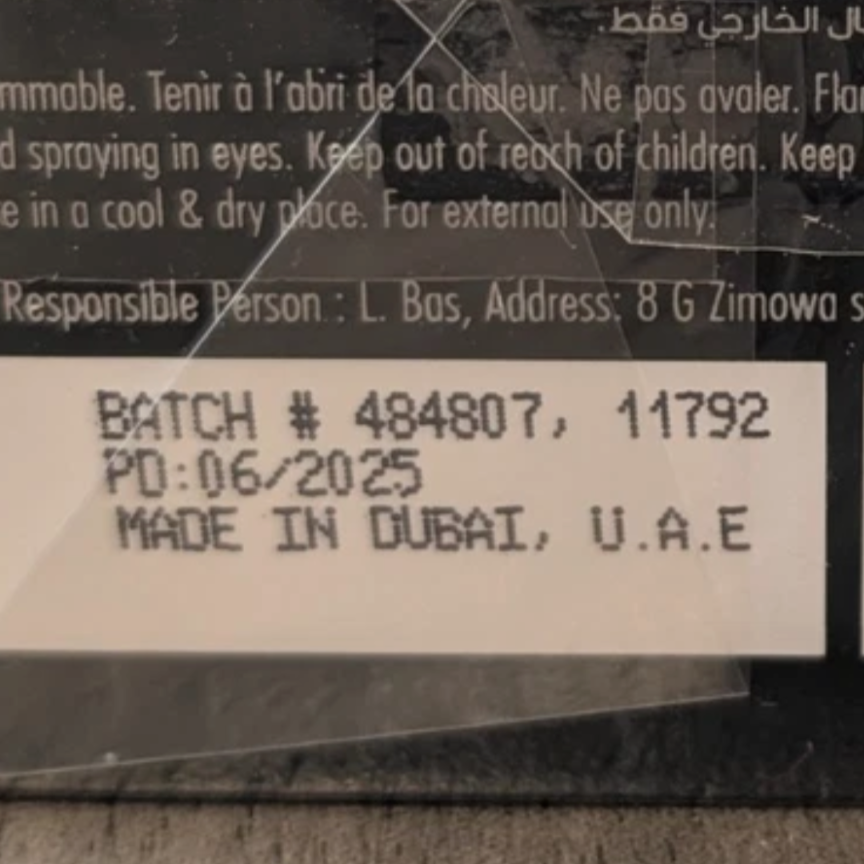 ال الخارجي فقط.
mmable. Tenir à l'abri de la chaleur. Ne pas avaler. Fla
d spraying in eyes. Keep out of reach of children. Keep
e in a cool & dry place. For external use only.
Responsible Person : L. Bas, Address: 8 G Zimowa s
BATCH # 484807, 11792
PD:06/2025
MADE IN DUBAI, U.A.E